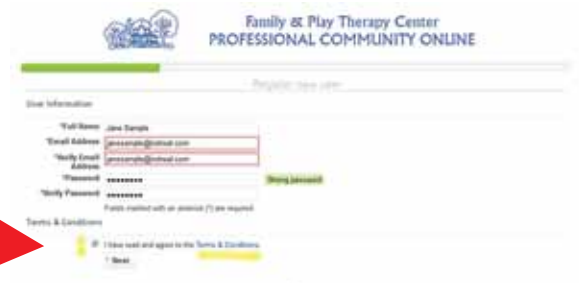 Family & Play Therapy Center
PROFESSIONAL COMMUNITY ONLINE
Register new user
User Information
*Full Name Jane Sample
*Email Address
*Verify Email Address
*Password ●●●●●●●●● Strong password
*Verify Password ●●●●●●●●●
Fields marked with an asterisk (*) are required
Terms & Conditions
I have read and agree to the Terms & Conditions.
Next